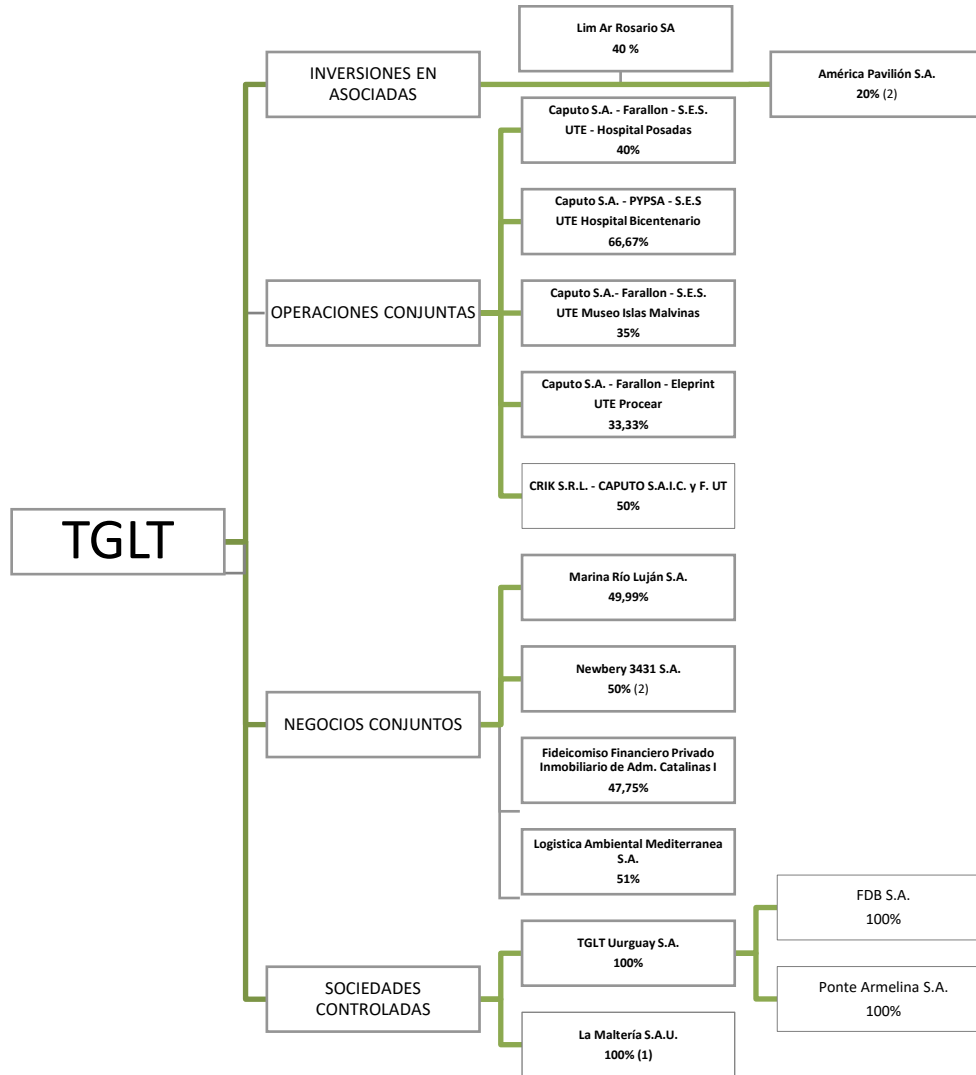 Lim Ar Rosario SA
40 %
INVERSIONES EN
ASOCIADAS
América Pavilión S.A.
20% (2)
Caputo S.A. - Farallon - S.E.S.
UTE - Hospital Posadas
40%
Caputo S.A. - PYPSA - S.E.S
UTE Hospital Bicentenario
66,67%
OPERACIONES CONJUNTAS
Caputo S.A.- Farallon - S.E.S.
UTE Museo Islas Malvinas
35%
Caputo S.A. - Farallon - Eleprint
UTE Procear
33,33%
CRIK S.R.L. - CAPUTO S.A.I.C. y F. UT
50%
TGLT
Marina Río Luján S.A.
49,99%
Newbery 3431 S.A.
50% (2)
NEGOCIOS CONJUNTOS
Fideicomiso Financiero Privado
Inmobiliario de Adm. Catalinas I
47,75%
Logistica Ambiental Mediterranea
S.A.
51%
FDB S.A.
100%
TGLT Uurguay S.A.
100%
SOCIEDADES
CONTROLADAS
Ponte Armelina S.A.
100%
La Maltería S.A.U.
100% (1)